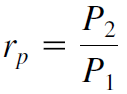 r_p = P_2 / P_1